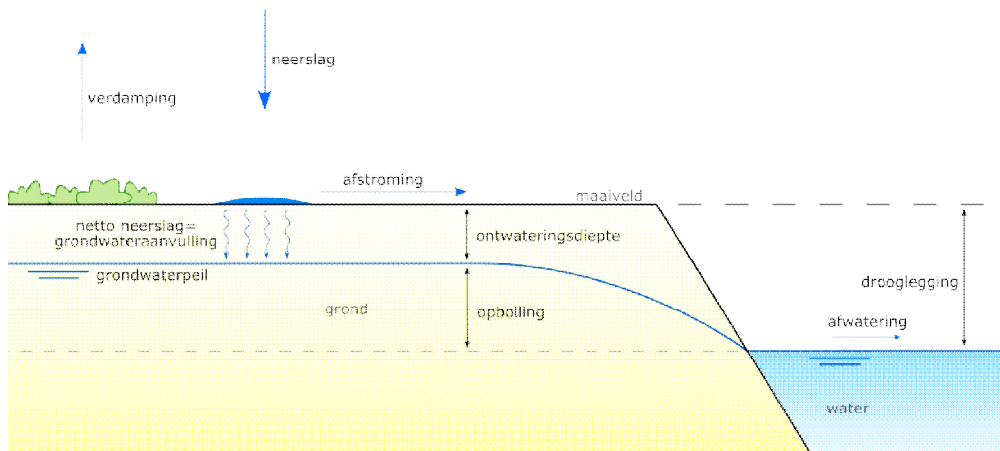 neerslag
verdamping
afstroming
maaiveld
netto neerslag=
grondwateraanvulling
ontwateringsdiepte
grondwaterpeil
drooglegging
grond
opbolling
afwatering
water